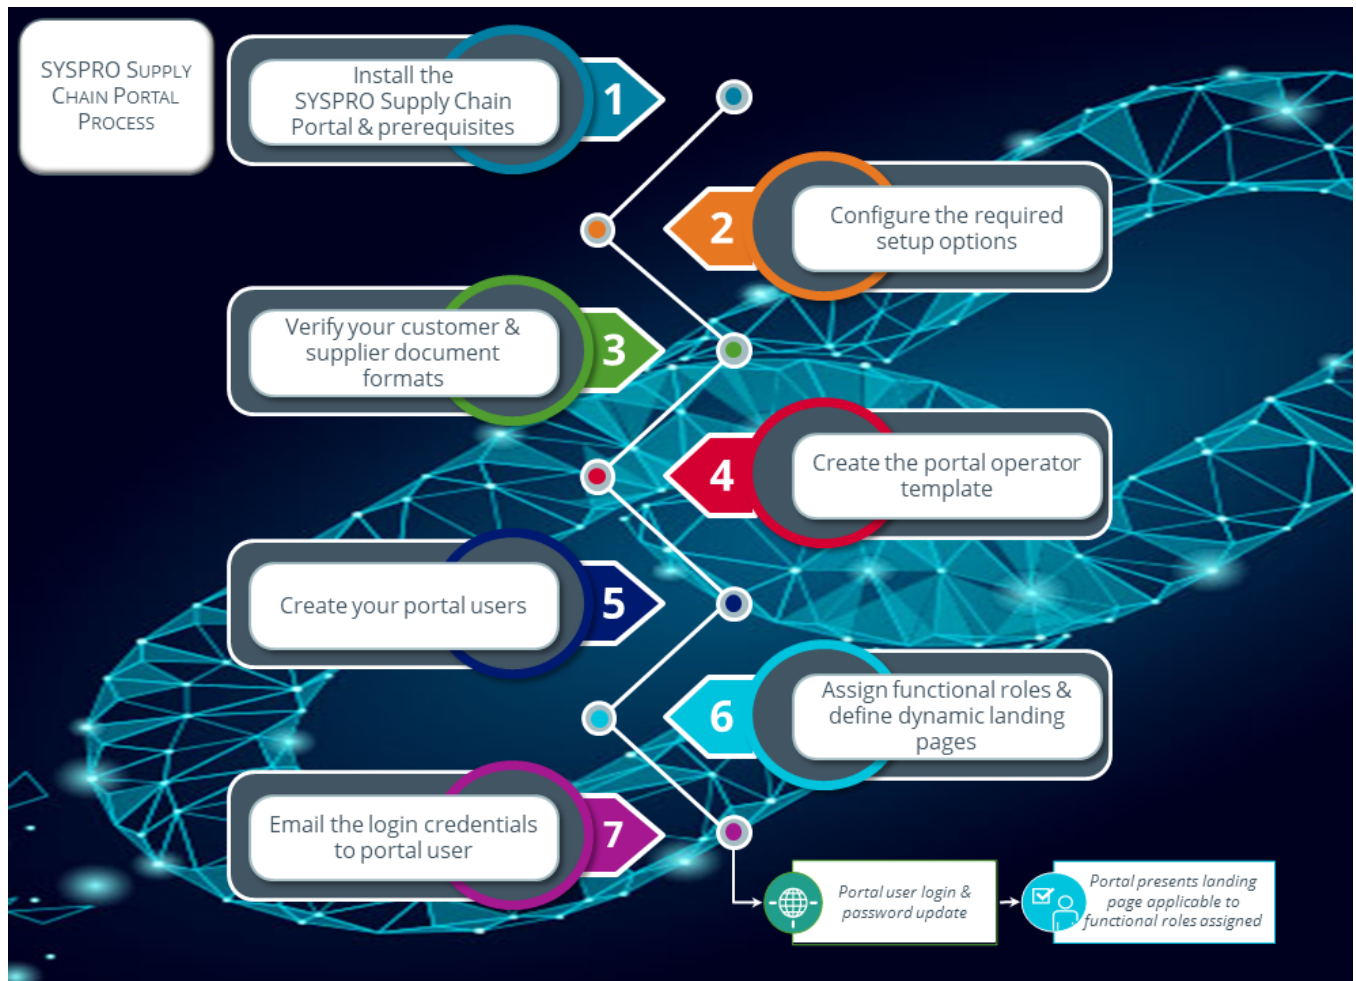 SYSPRO SUPPLY
CHAIN PORTAL
PROCESS
Install the
SYSPRO Supply Chain
Portal & prerequisites
1
2
Configure the required
setup options
Verify your customer &
supplier document
formats
3
4
Create the portal operator
template
Create your portal users
5
6
Assign functional roles &
define dynamic landing
pages
Email the login credentials
to portal user
7
Portal user login &
password update
Portal presents landing
page applicable to
functional roles assigned